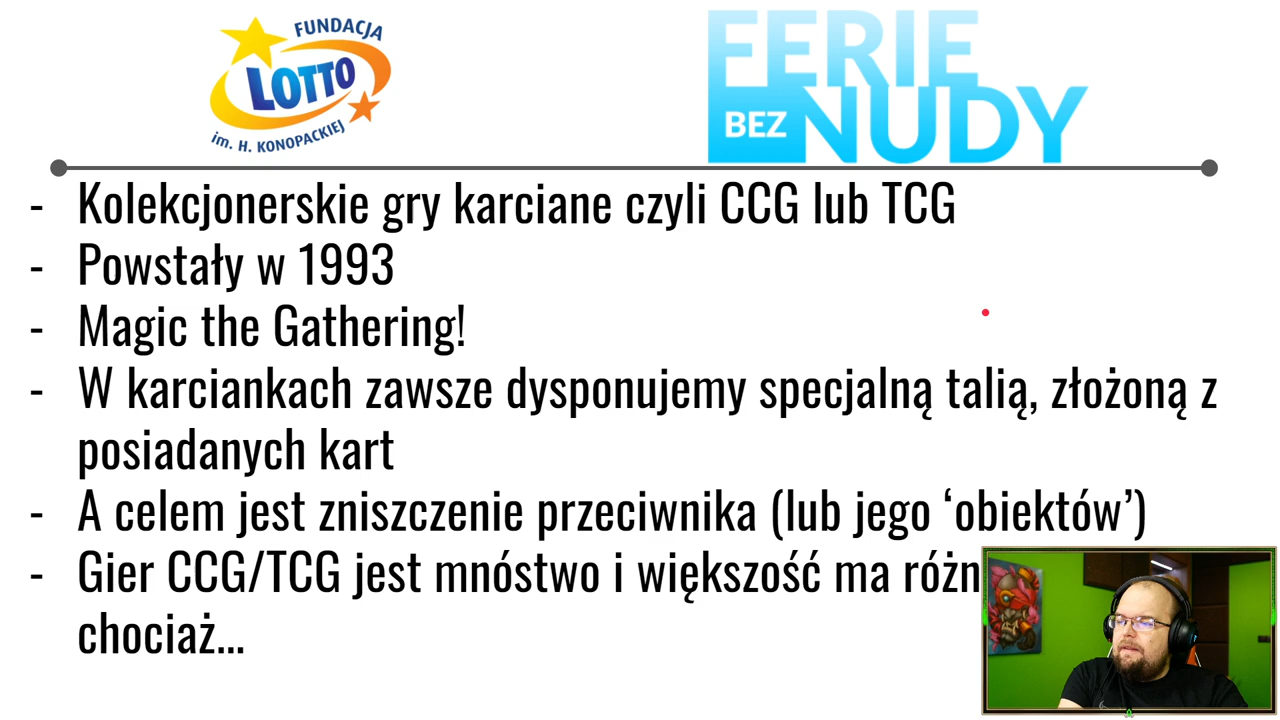 FUNDACJA
LOTTO
im. H. KONOPACKIEJ
FERIE
BEZ NUDY
- Kolekcjonerskie gry karciane czyli CCG lub TCG
- Powstały w 1993
- Magic the Gathering!
- W karciankach zawsze dysponujemy specjalną talią, złożoną z
posiadanych kart
- A celem jest zniszczenie przeciwnika (lub jego ‘obiektów’)
- Gier CCG/TCG jest mnóstwo i większość ma różn
chociaż...